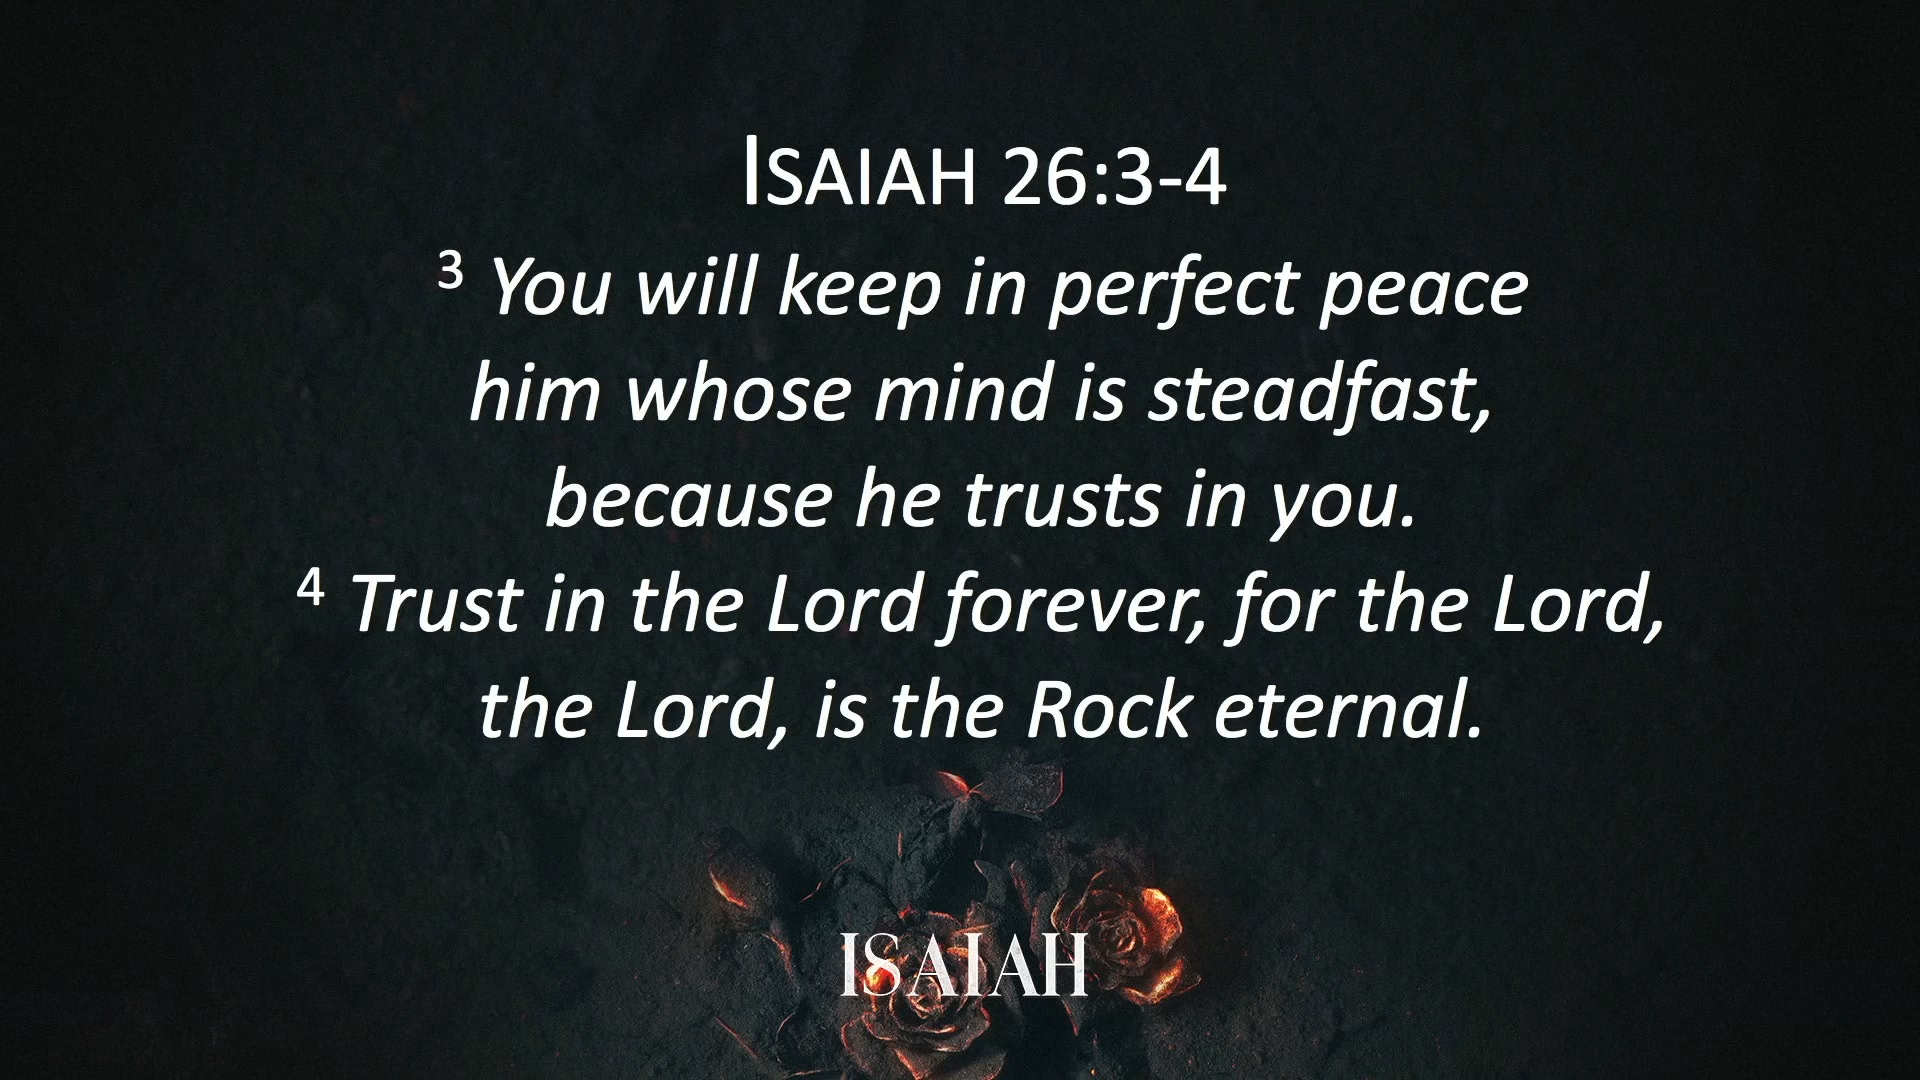 ISAIAH 26:3-4
3 You will keep in perfect peace
him whose mind is steadfast,
because he trusts in you.
4 Trust in the Lord forever, for the Lord,
the Lord, is the Rock eternal.
ISAIAH